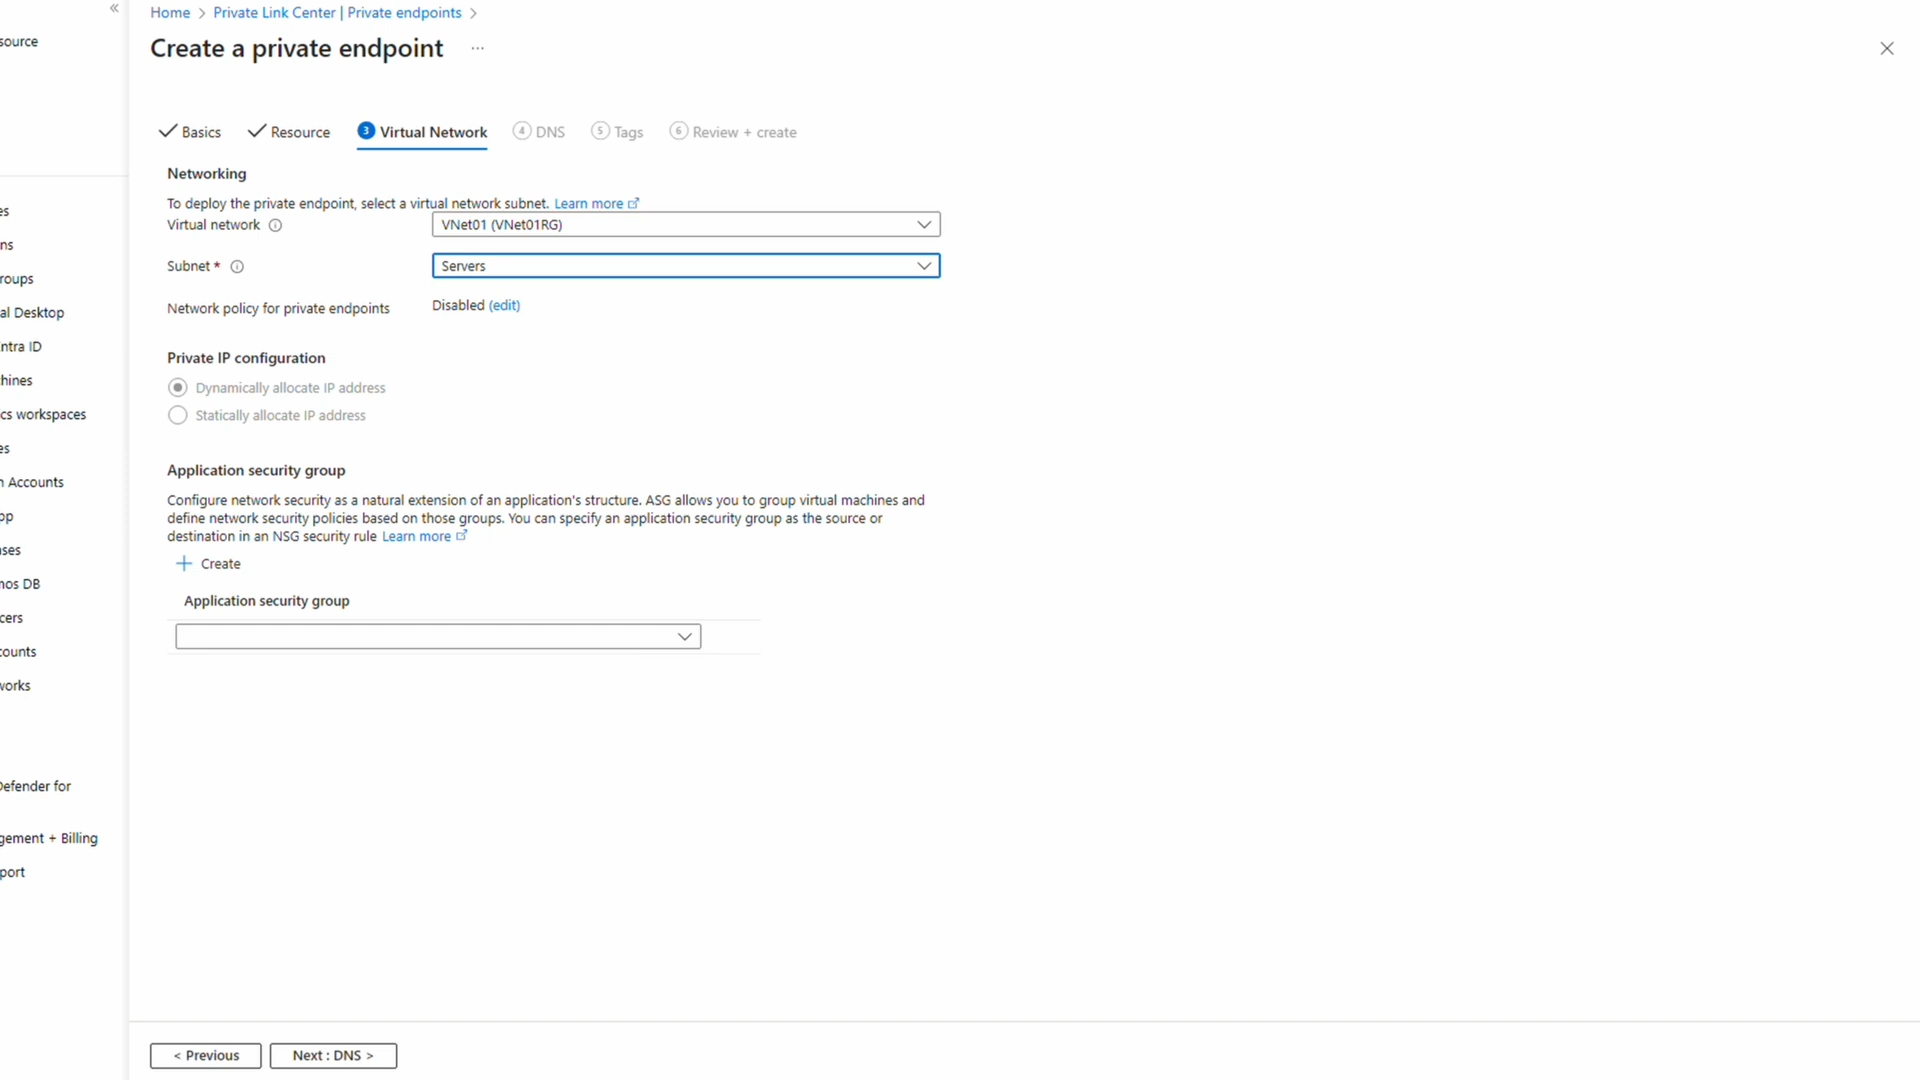 «
Home > Private Link Center | Private endpoints >
source
Create a private endpoint ...
Basics Resource 3 Virtual Network 4 DNS 5 Tags 6 Review + create
Networking
To deploy the private endpoint, select a virtual network subnet. Learn more
Virtual network VNet01 (VNet01RG)
Subnet * Servers
Network policy for private endpoints Disabled (edit)
Private IP configuration
Dynamically allocate IP address
Statically allocate IP address
Application security group
Configure network security as a natural extension of an application's structure. ASG allows you to group virtual machines and
define network security policies based on those groups. You can specify an application security group as the source or
destination in an NSG security rule Learn more
+ Create
Application security group
es
ns
roups
al Desktop
ntra ID
hines
cs workspaces
es
n Accounts
pp
ases
mos DB
cers
counts
works
Defender for
gement + Billing
port
< Previous Next : DNS >